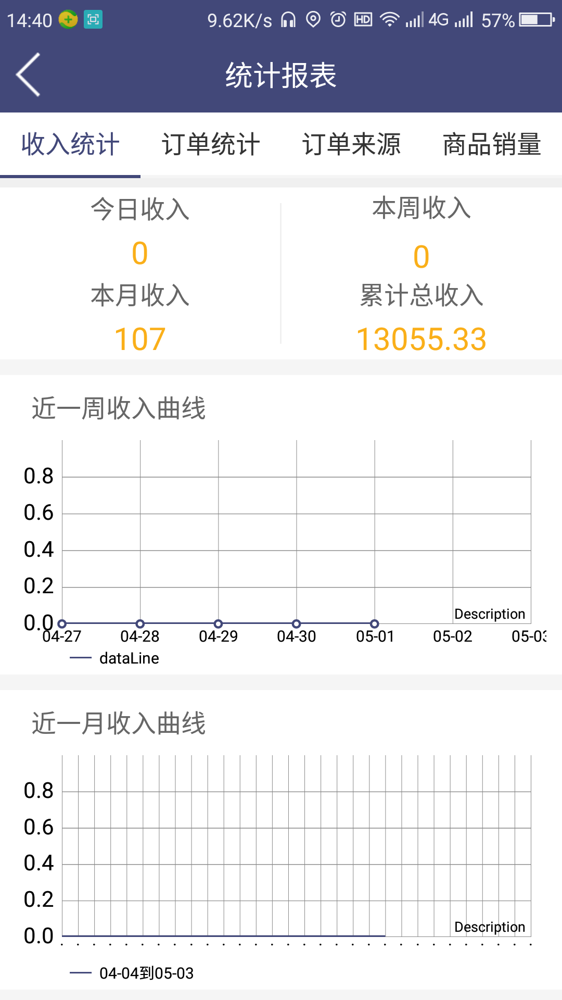 14:40 9.62K/s HD 4G 57%
统计报表
收入统计 订单统计 订单来源 商品销量
今日收入 本周收入
0 0
本月收入 累计总收入
107 13055.33
近一周收入曲线
0.8
0.6
0.4
0.2
Description
0.0
04-27 04-28 04-29 04-30 05-01 05-02 05-03
dataLine
近一月收入曲线
0.8
0.6
0.4
0.2
Description
0.0
04-04到05-03